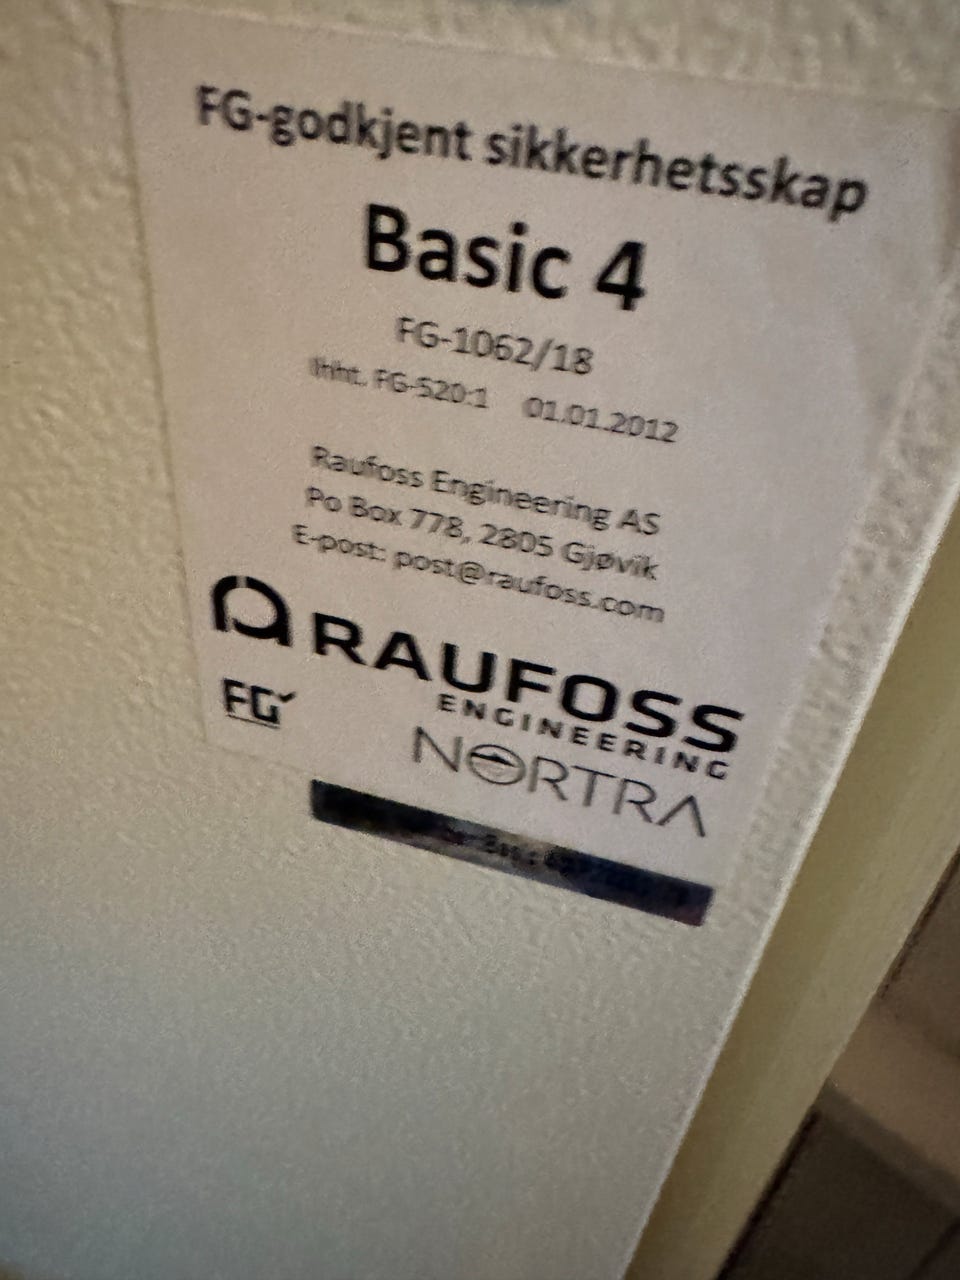 FG-godkjent sikkerhetsskap
Basic 4
FG-1062/18
Ihht. FG-520:1 01.01.2012
Raufoss Engineering AS
Po Box 778, 2805 Gjøvik
E-post: post@raufoss.com
RAUFOSS
ENGINEERING
FG
NORTRA